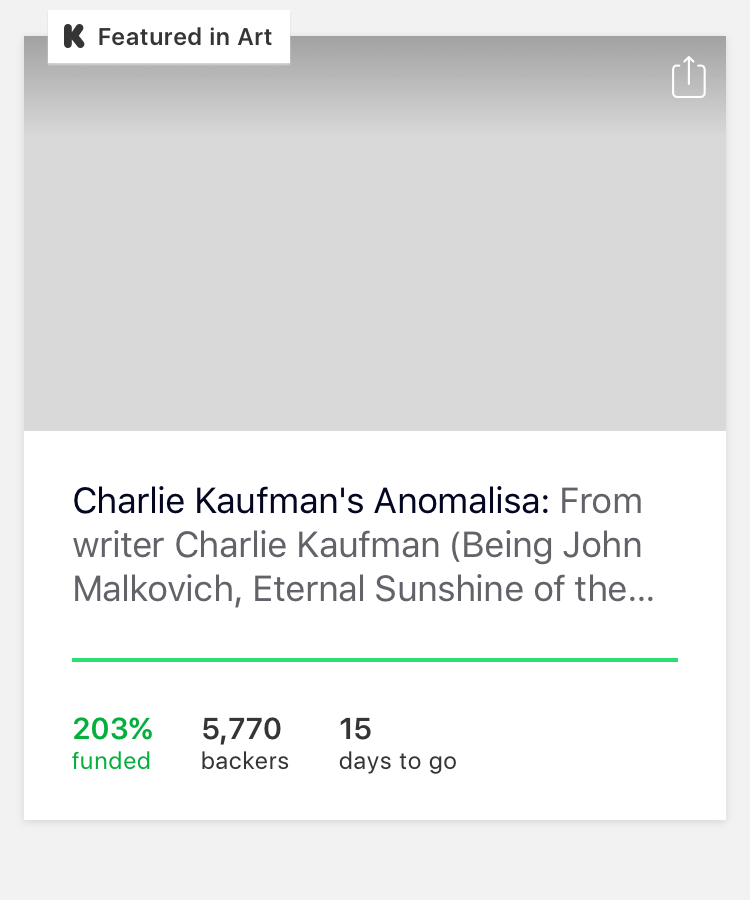 Featured in Art
Charlie Kaufman's Anomalisa: From
writer Charlie Kaufman (Being John
Malkovich, Eternal Sunshine of the...
203% 5,770 15
funded backers days to go